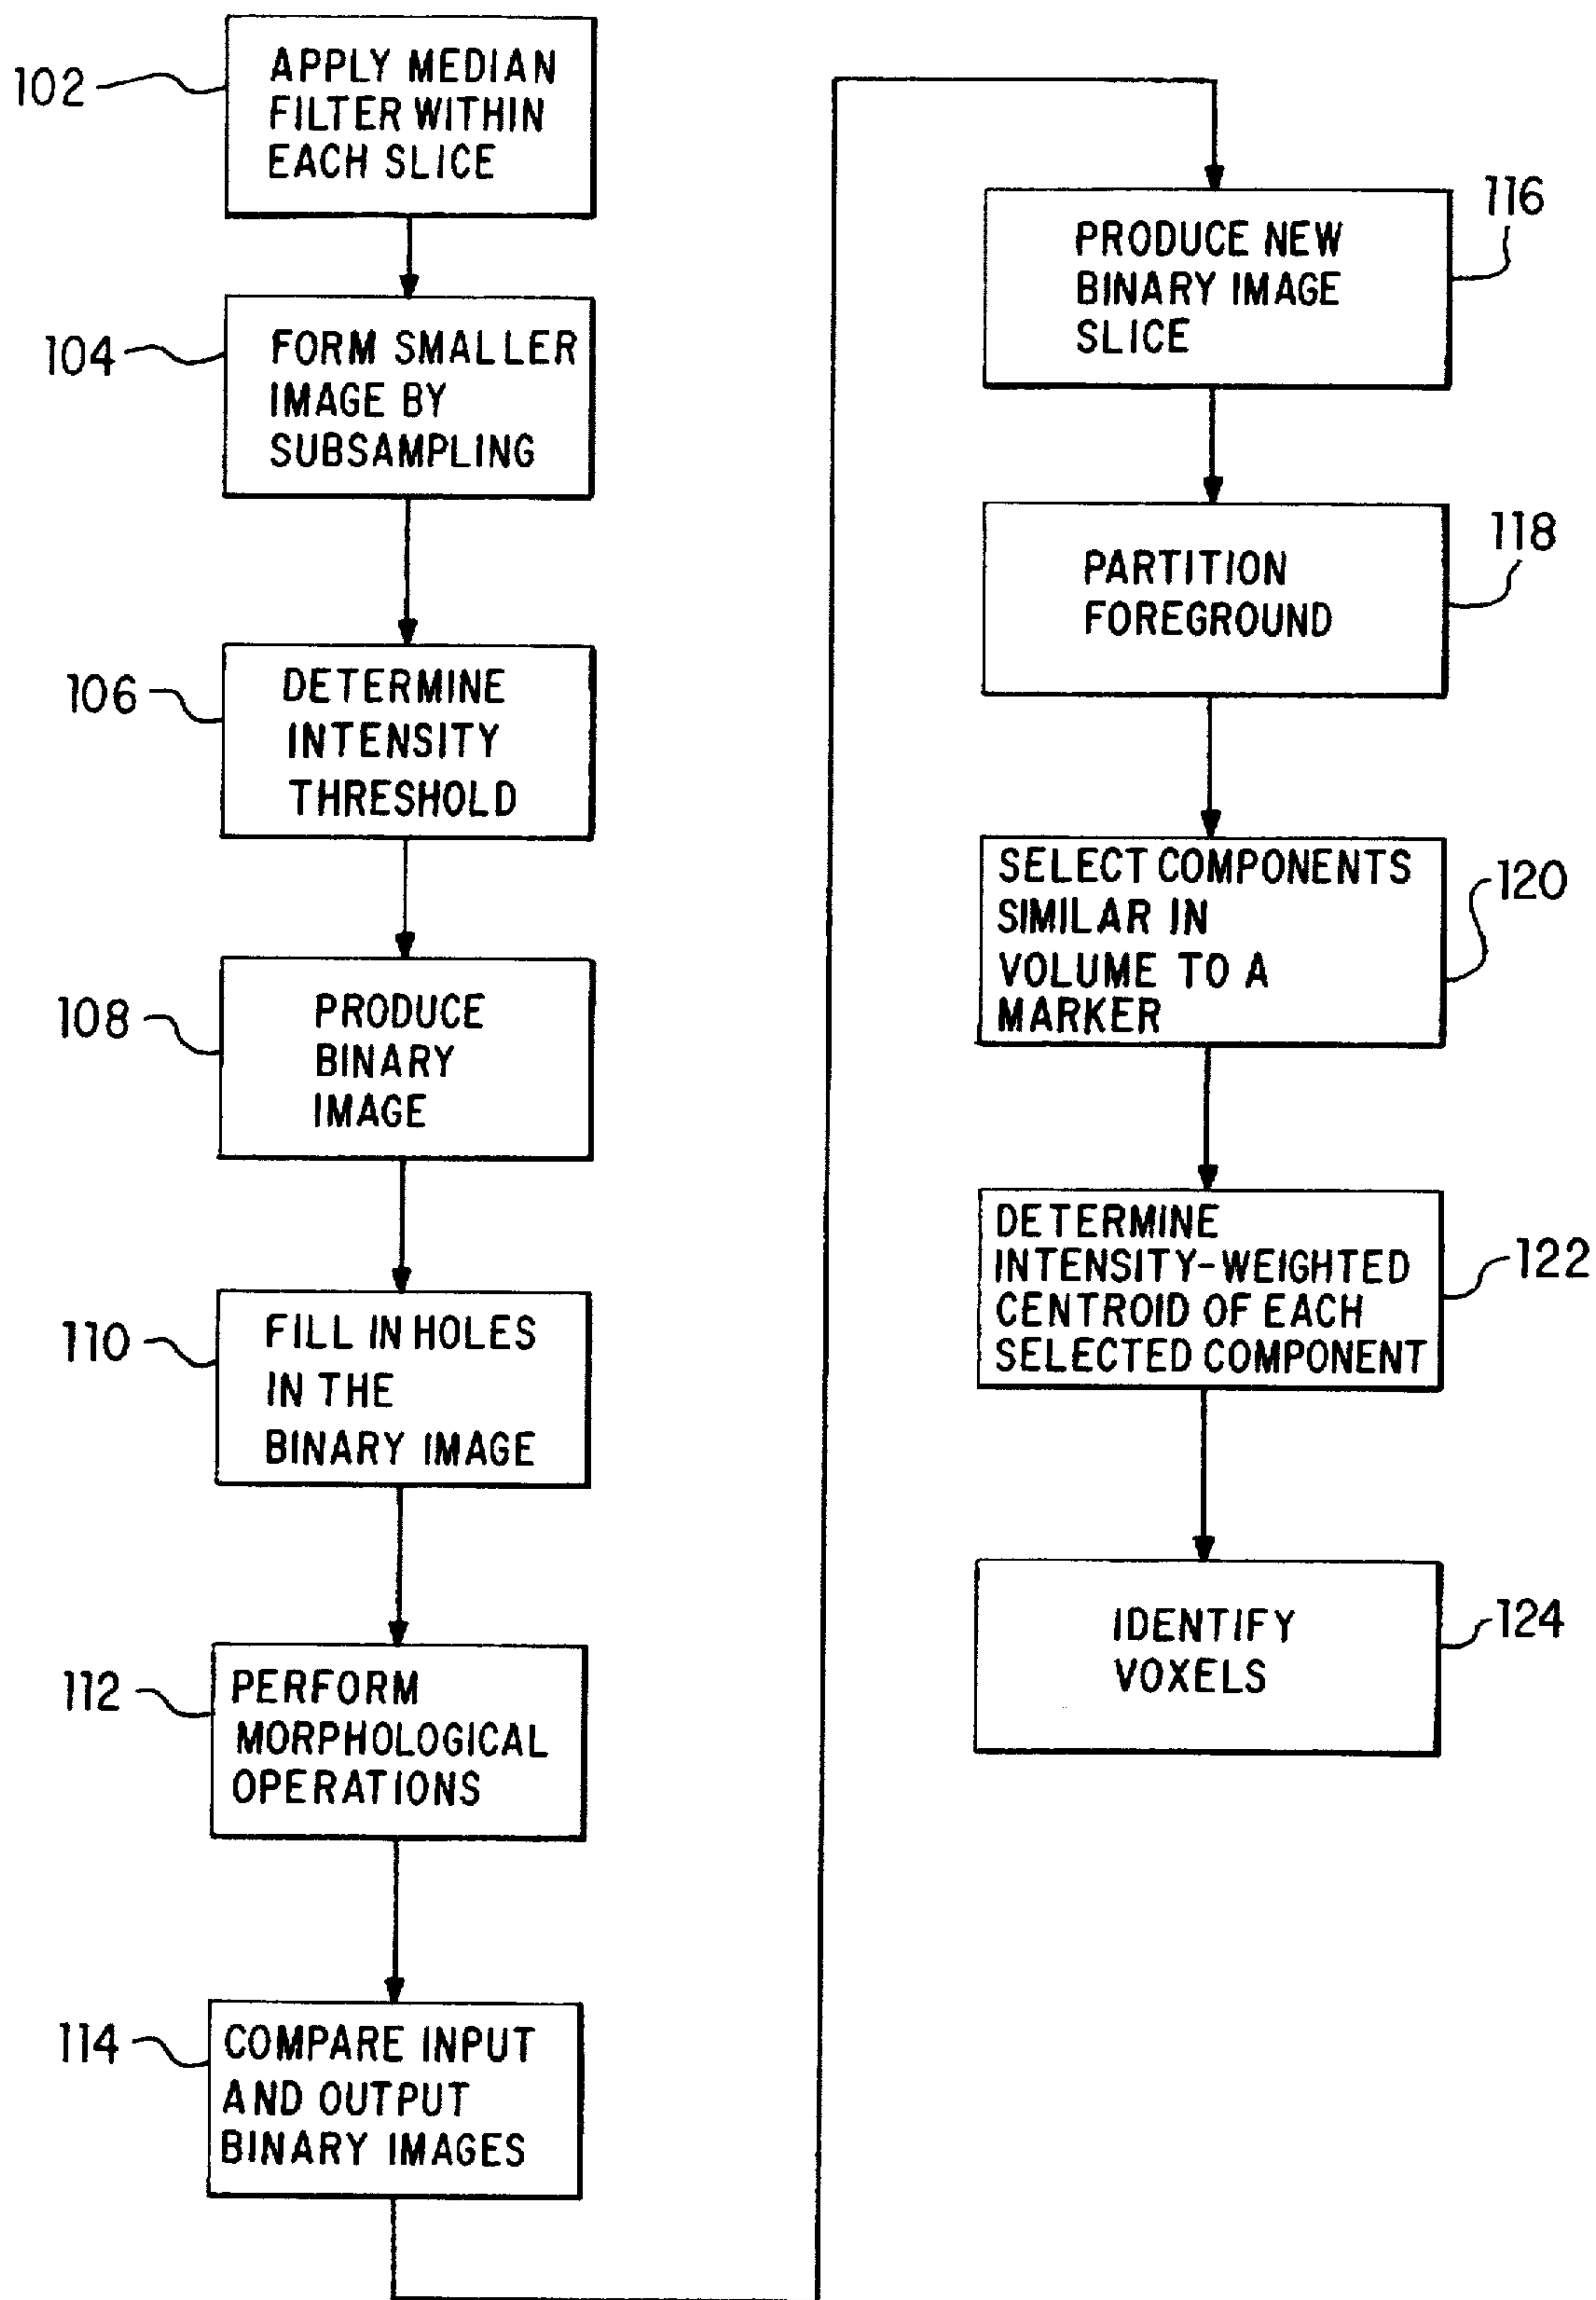 102
APPLY MEDIAN
FILTER WITHIN
EACH SLICE
104
FORM SMALLER
IMAGE BY
SUBSAMPLING
106
DETERMINE
INTENSITY
THRESHOLD
108
PRODUCE
BINARY
IMAGE
110
FILL IN HOLES
IN THE
BINARY IMAGE
112
PERFORM
MORPHOLOGICAL
OPERATIONS
114
COMPARE INPUT
AND OUTPUT
BINARY IMAGES
116
PRODUCE NEW
BINARY IMAGE
SLICE
118
PARTITION
FOREGROUND
120
SELECT COMPONENTS
SIMILAR IN
VOLUME TO A
MARKER
122
DETERMINE
INTENSITY-WEIGHTED
CENTROID OF EACH
SELECTED COMPONENT
124
IDENTIFY
VOXELS